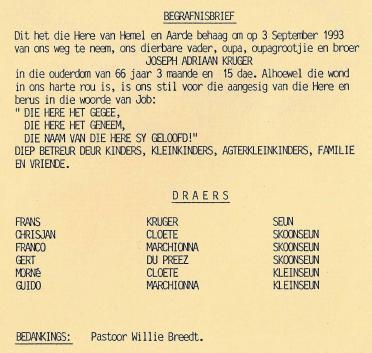 BEGRAFNISBRIEF
Dit het die Here van Hemel en Aarde behaag om op 3 September 1993
van ons weg te neem, ons dierbare vader, oupa, oupagrootjie en broer
JOSEPH ADRIAAN KRUGER
in die ouderdom van 66 jaar 3 maande en 15 dae. Alhoewel die wond
in ons harte rou is, is ons stil voor die aangesig van die Here en
berus in die woorde van Job:
" DIE HERE HET GEGEE,
DIE HERE HET GENEEM,
DIE NAAM VAN DIE HERE SY GELOOFD!"
DIEP BETREUR DEUR KINDERS, KLEINKINDERS, AGTERKLEINKINDERS, FAMILIE
EN VRIENDE.
D R A E R S
FRANS KRUGER SEUN
CHRISJAN CLOETE SKOONSEUN
FRANCO MARCHIONNA SKOONSEUN
GERT DU PREEZ SKOONSEUN
MORNé CLOETE KLEINSEUN
GUIDO MARCHIONNA KLEINSEUN
BEDANKINGS: Pastoor Willie Breedt.